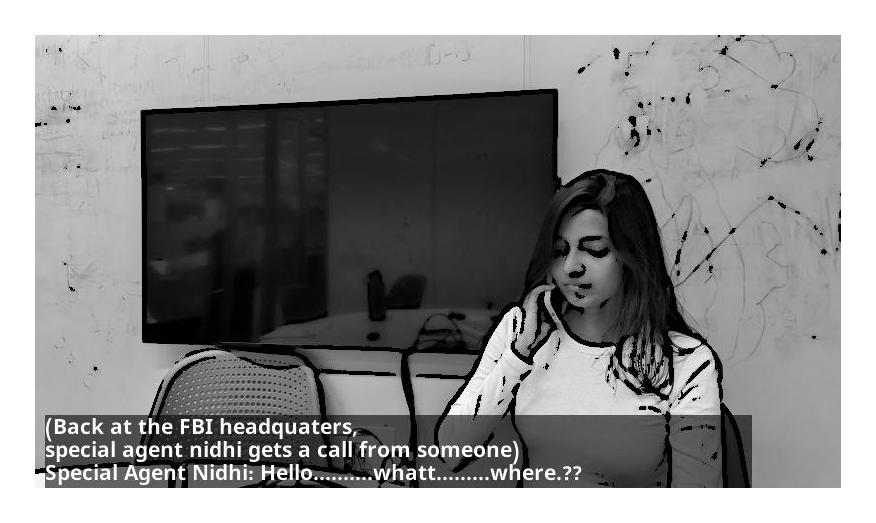 (Back at the FBI headquaters,
special agent nidhi gets a call from someone)
Special Agent Nidhi: Hello..........whatt.........where.??